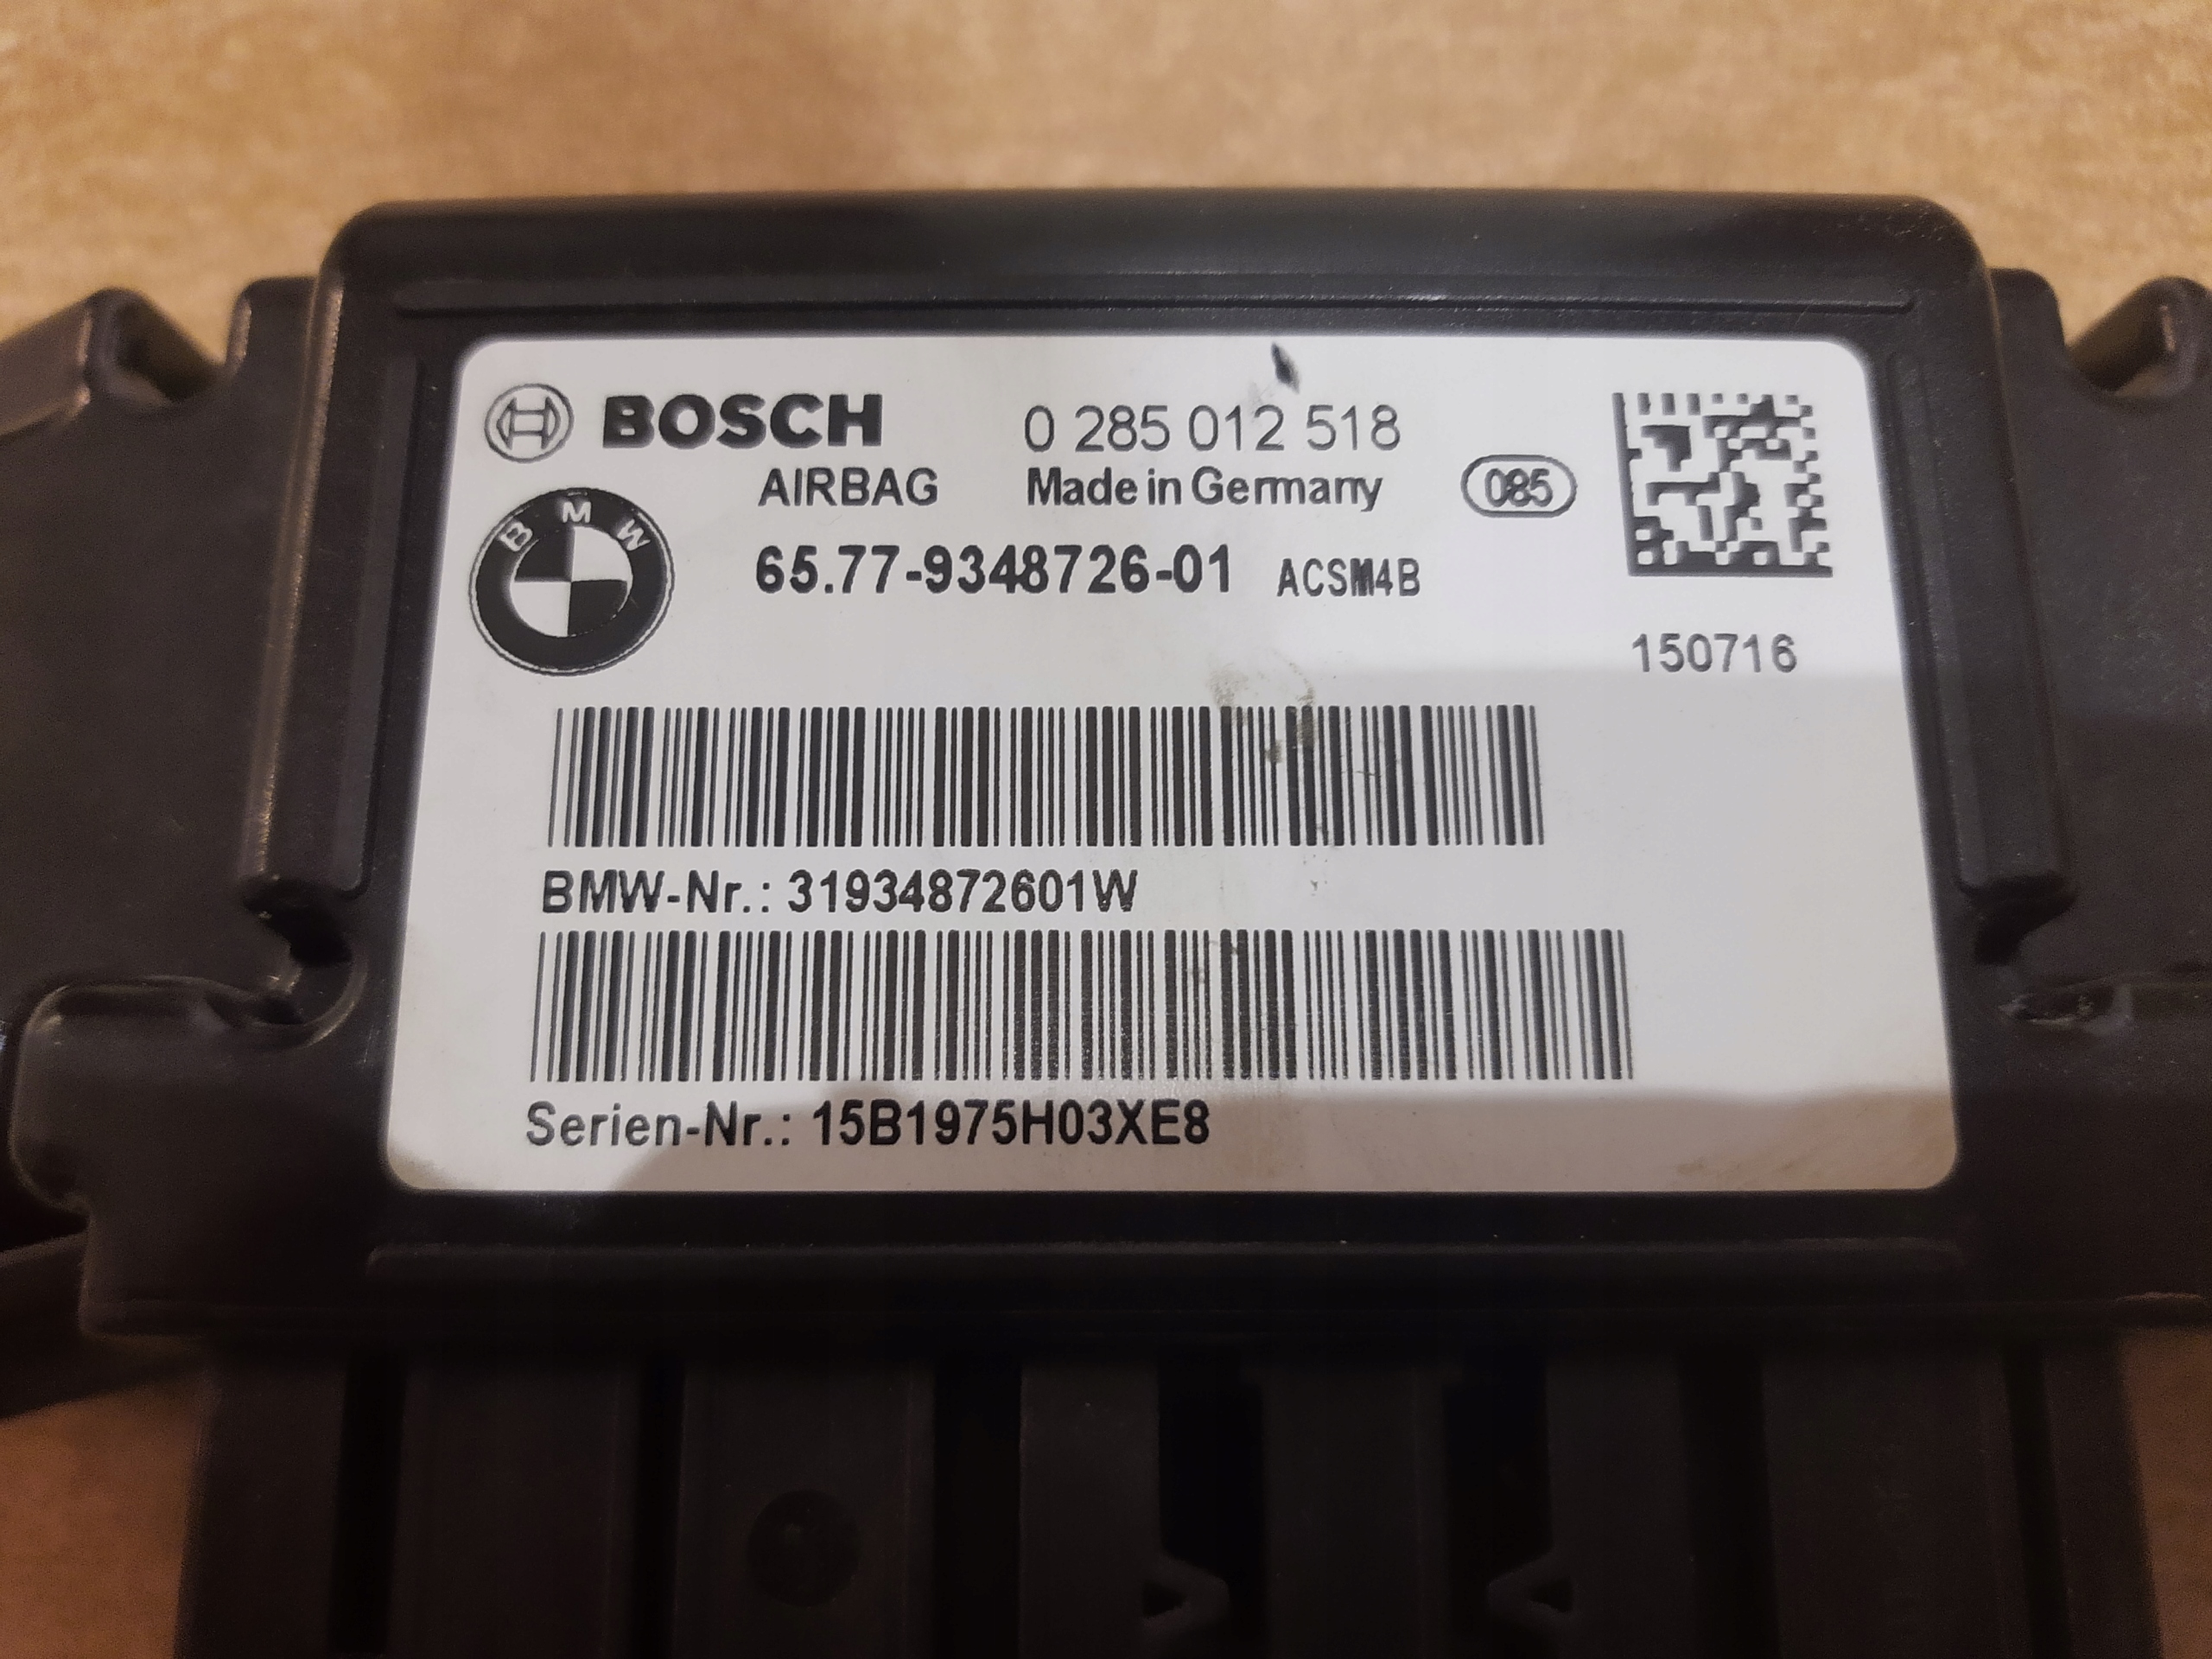 BOSCH 0 285 012 518
AIRBAG Made in Germany 085
BMW
65.77-9348726-01 ACSM4B
150716
BMW-Nr.: 31934872601W
Serien-Nr.: 15B1975H03XE8